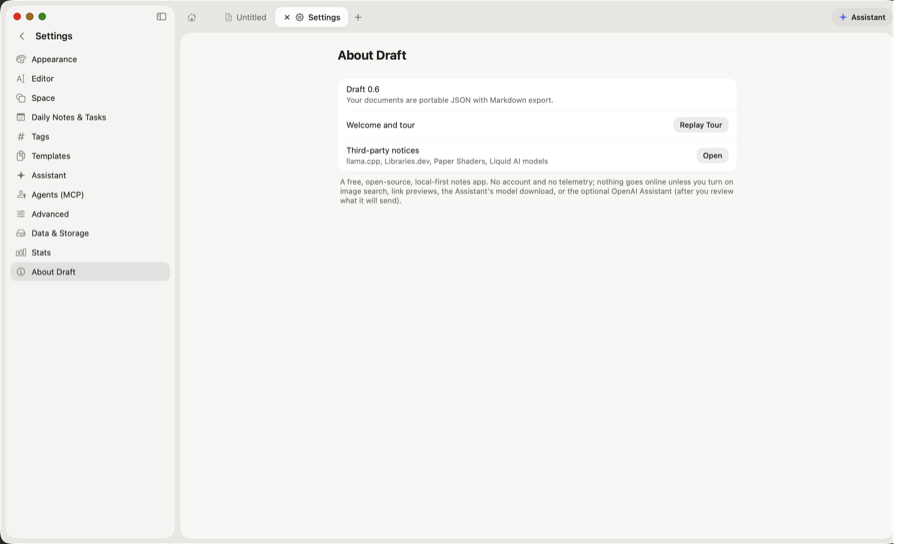 Untitled
Settings
Assistant
Settings
Appearance
Editor
Space
Daily Notes & Tasks
Tags
Templates
Assistant
Agents (MCP)
Advanced
Data & Storage
Stats
About Draft
About Draft
Draft 0.6
Your documents are portable JSON with Markdown export.
Welcome and tour
Replay Tour
Third-party notices
llama.cpp, Libraries.dev, Paper Shaders, Liquid AI models
Open
A free, open-source, local-first notes app. No account and no telemetry; nothing goes online unless you turn on
image search, link previews, the Assistant's model download, or the optional OpenAI Assistant (after you review
what it will send).